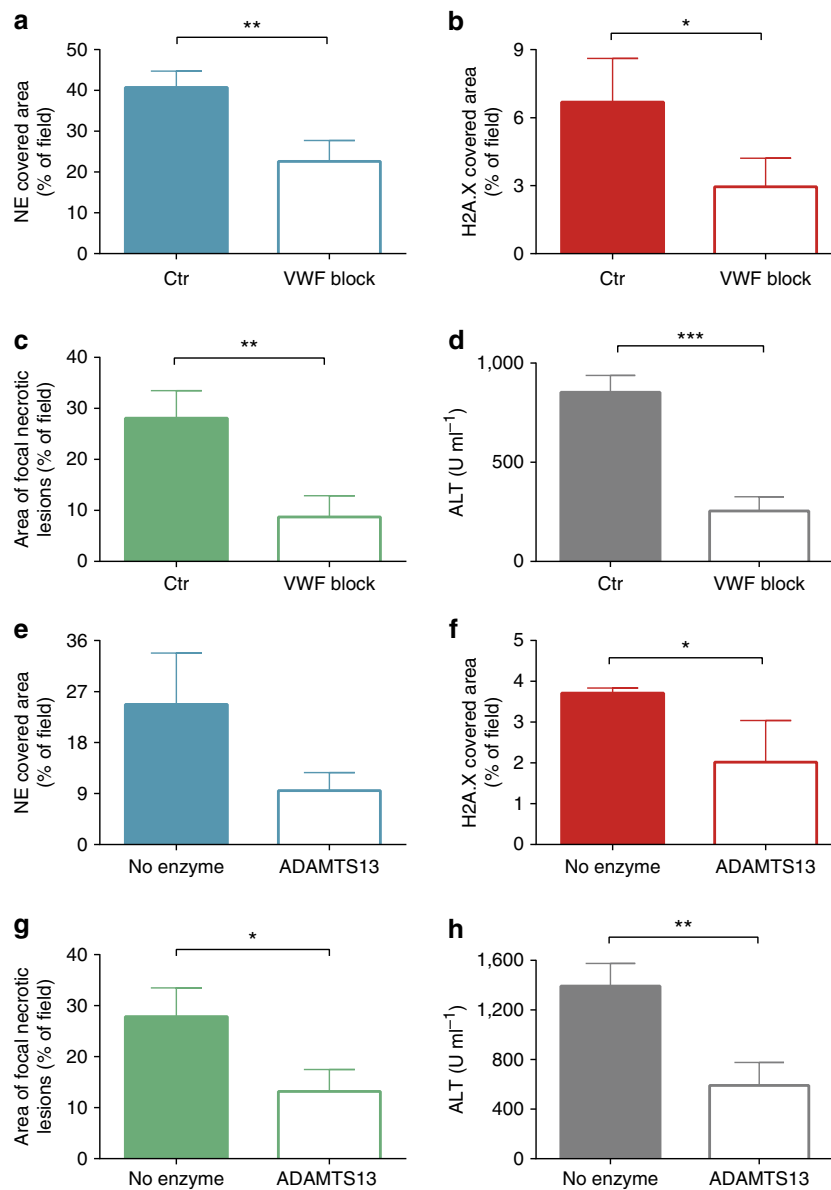 a
**
NE covered area
(% of field)
50
40
30
20
10
0
Ctr
VWF block
b
*
H2A.X covered area
(% of field)
9
6
3
0
Ctr
VWF block
c
**
Area of focal necrotic
lesions (% of field)
40
30
20
10
0
Ctr
VWF block
d
***
ALT (U ml⁻¹)
1,000
500
0
Ctr
VWF block
e
NE covered area
(% of field)
36
27
18
9
0
No enzyme
ADAMTS13
f
*
H2A.X covered area
(% of field)
5
4
3
2
1
0
No enzyme
ADAMTS13
g
*
Area of focal necrotic
lesions (% of field)
40
30
20
10
0
No enzyme
ADAMTS13
h
**
ALT (U ml⁻¹)
1,600
1,200
800
400
0
No enzyme
ADAMTS13